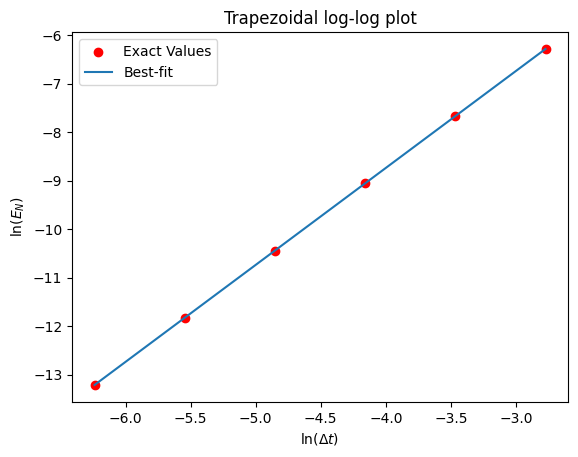 Trapezoidal log-log plot
Exact Values
Best-fit
−6
−7
−8
−9
−10
−11
−12
−13
ln(E_N)
−6.0 −5.5 −5.0 −4.5 −4.0 −3.5 −3.0
ln(Δt)